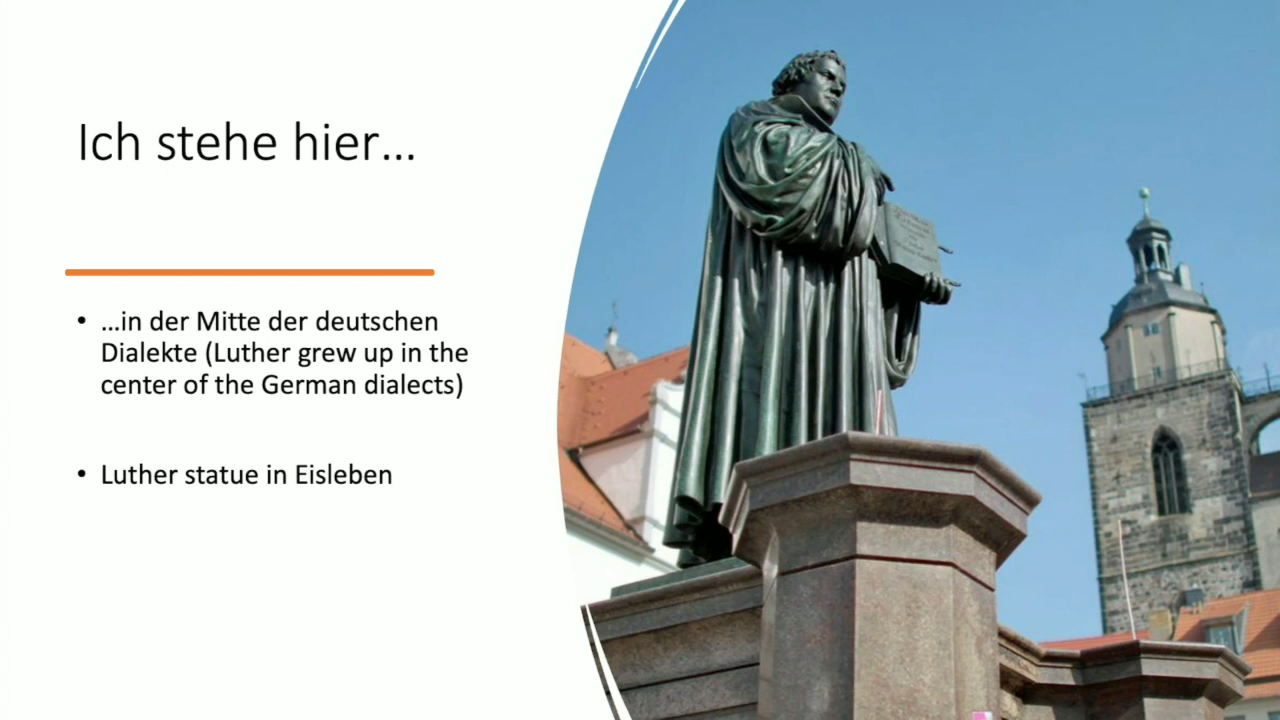 Ich stehe hier…
• …in der Mitte der deutschen
Dialekte (Luther grew up in the
center of the German dialects)
• Luther statue in Eisleben